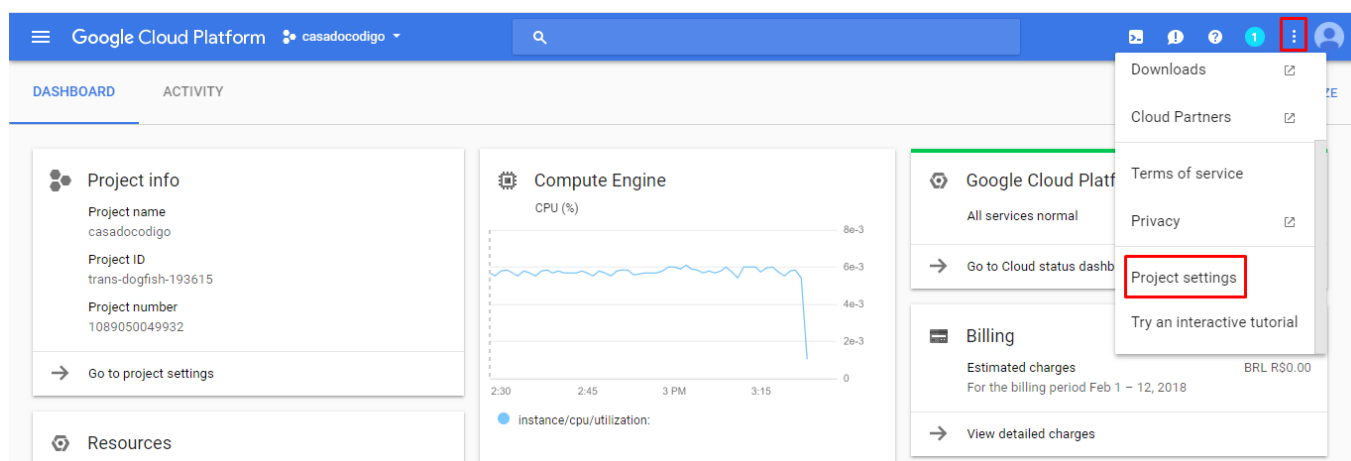 Google Cloud Platform casadocodigo
1
DASHBOARD ACTIVITY
ZE
Downloads
Cloud Partners
Terms of service
Privacy
Project settings
Try an interactive tutorial
Project info
Project name
casadocodigo
Project ID
trans-dogfish-193615
Project number
1089050049932
Go to project settings
Resources
Compute Engine
CPU (%)
8e-3
6e-3
4e-3
2e-3
0
2:30 2:45 3 PM 3:15
instance/cpu/utilization:
Google Cloud Platf
All services normal
Go to Cloud status dashb
Billing
Estimated charges BRL R$0.00
For the billing period Feb 1 – 12, 2018
View detailed charges